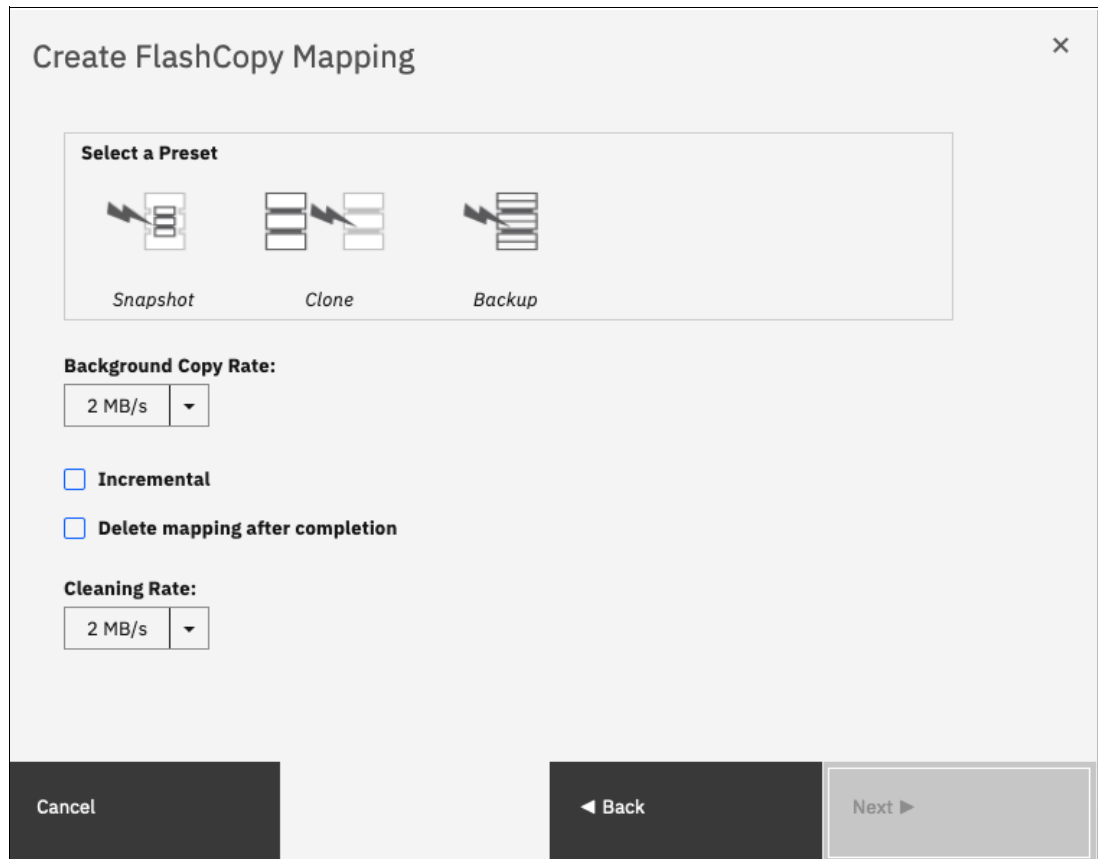 Create FlashCopy Mapping
×
Select a Preset
Snapshot Clone Backup
Background Copy Rate:
2 MB/s
Incremental
Delete mapping after completion
Cleaning Rate:
2 MB/s
Cancel ◄ Back Next ►